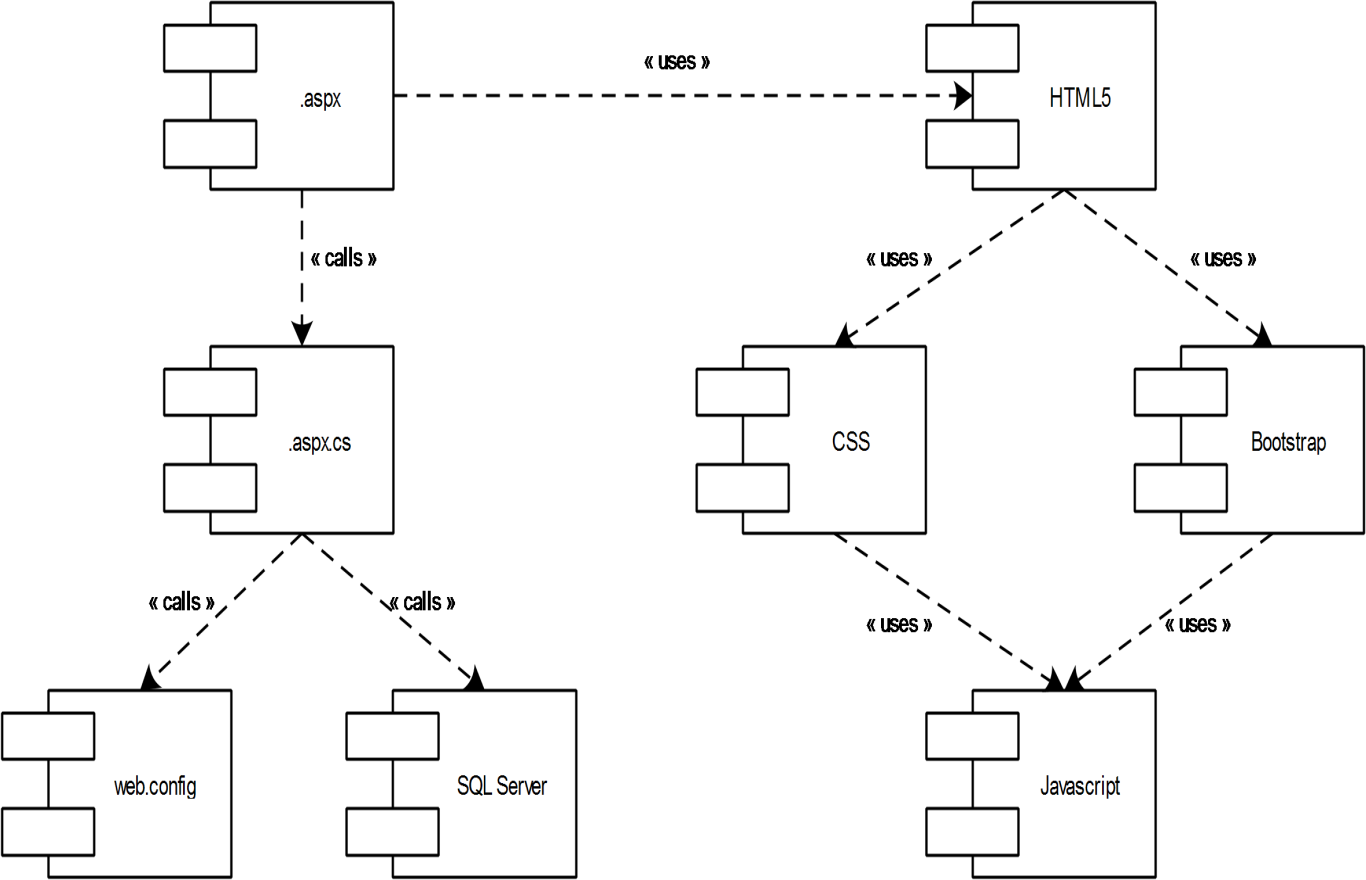 « uses »
.aspx
HTML5
« calls »
« uses »
« uses »
.aspx.cs
CSS
Bootstrap
« calls »
« calls »
« uses »
« uses »
web.config
SQL Server
Javascript